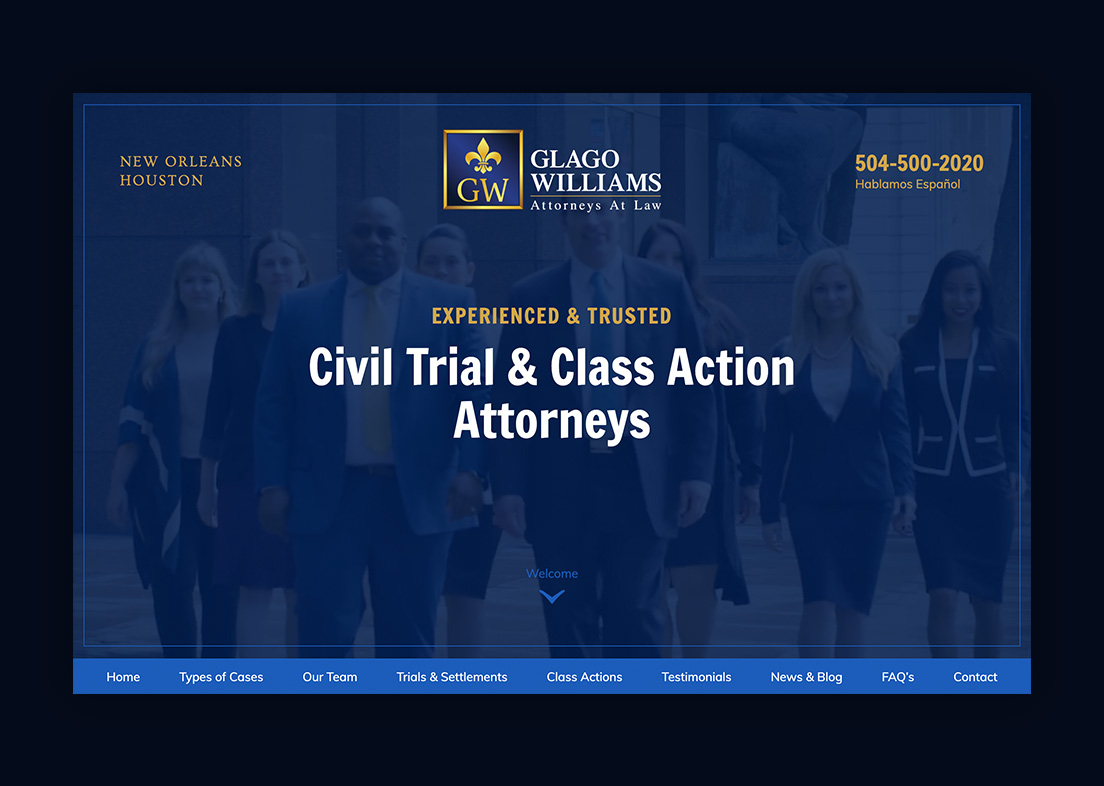 NEW ORLEANS
HOUSTON
GW
GLAGO
WILLIAMS
Attorneys At Law
504-500-2020
Hablamos Español
EXPERIENCED & TRUSTED
Civil Trial & Class Action
Attorneys
Welcome
Home Types of Cases Our Team Trials & Settlements Class Actions Testimonials News & Blog FAQ's Contact